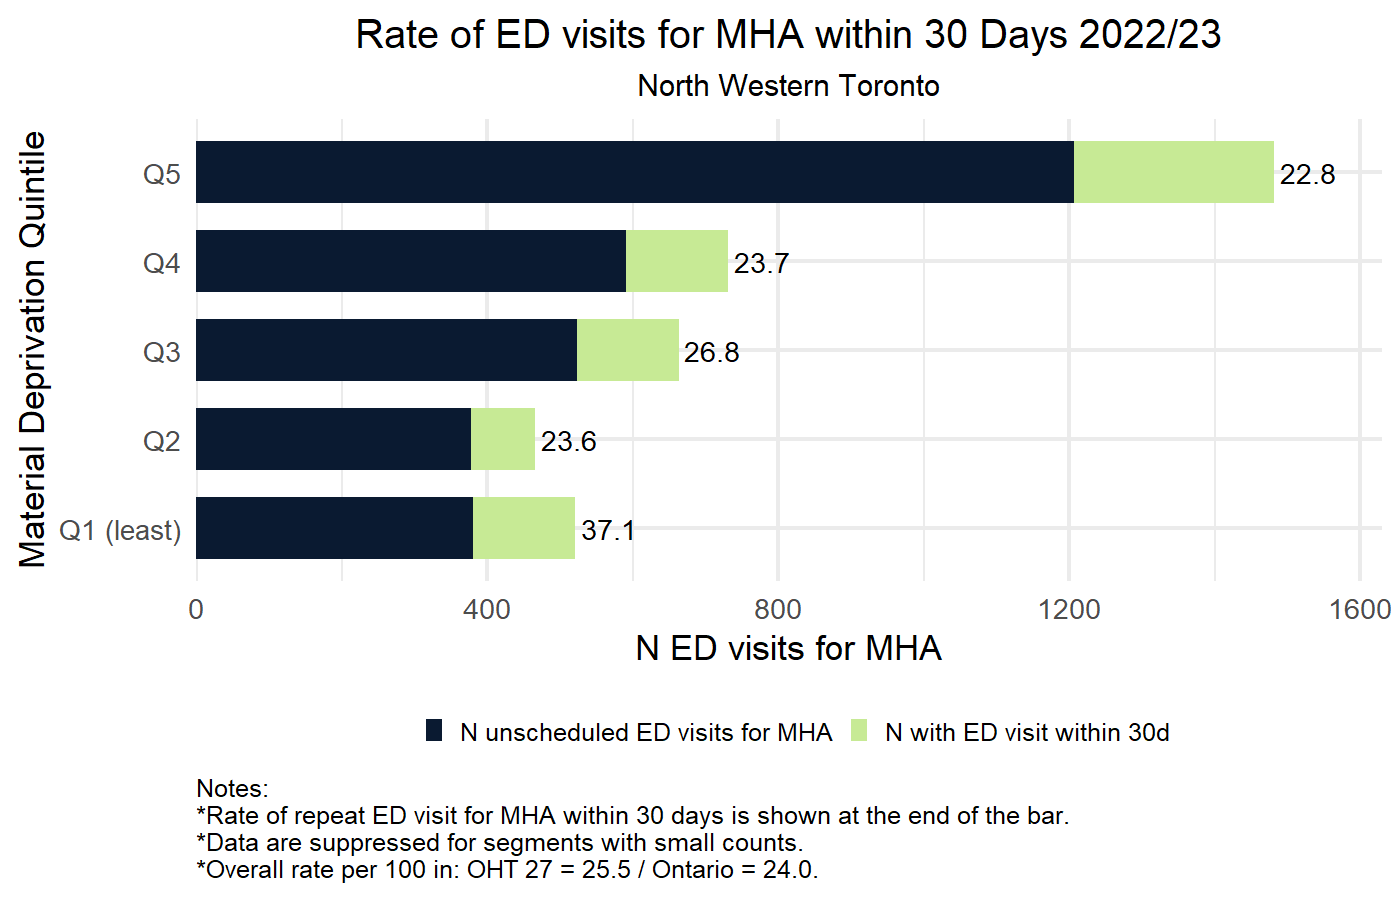 Rate of ED visits for MHA within 30 Days 2022/23
North Western Toronto
Material Deprivation Quintile
Q5
22.8
Q4
23.7
Q3
26.8
Q2
23.6
Q1 (least)
37.1
0
400
800
1200
1600
N ED visits for MHA
N unscheduled ED visits for MHA
N with ED visit within 30d
Notes:
*Rate of repeat ED visit for MHA within 30 days is shown at the end of the bar.
*Data are suppressed for segments with small counts.
*Overall rate per 100 in: OHT 27 = 25.5 / Ontario = 24.0.